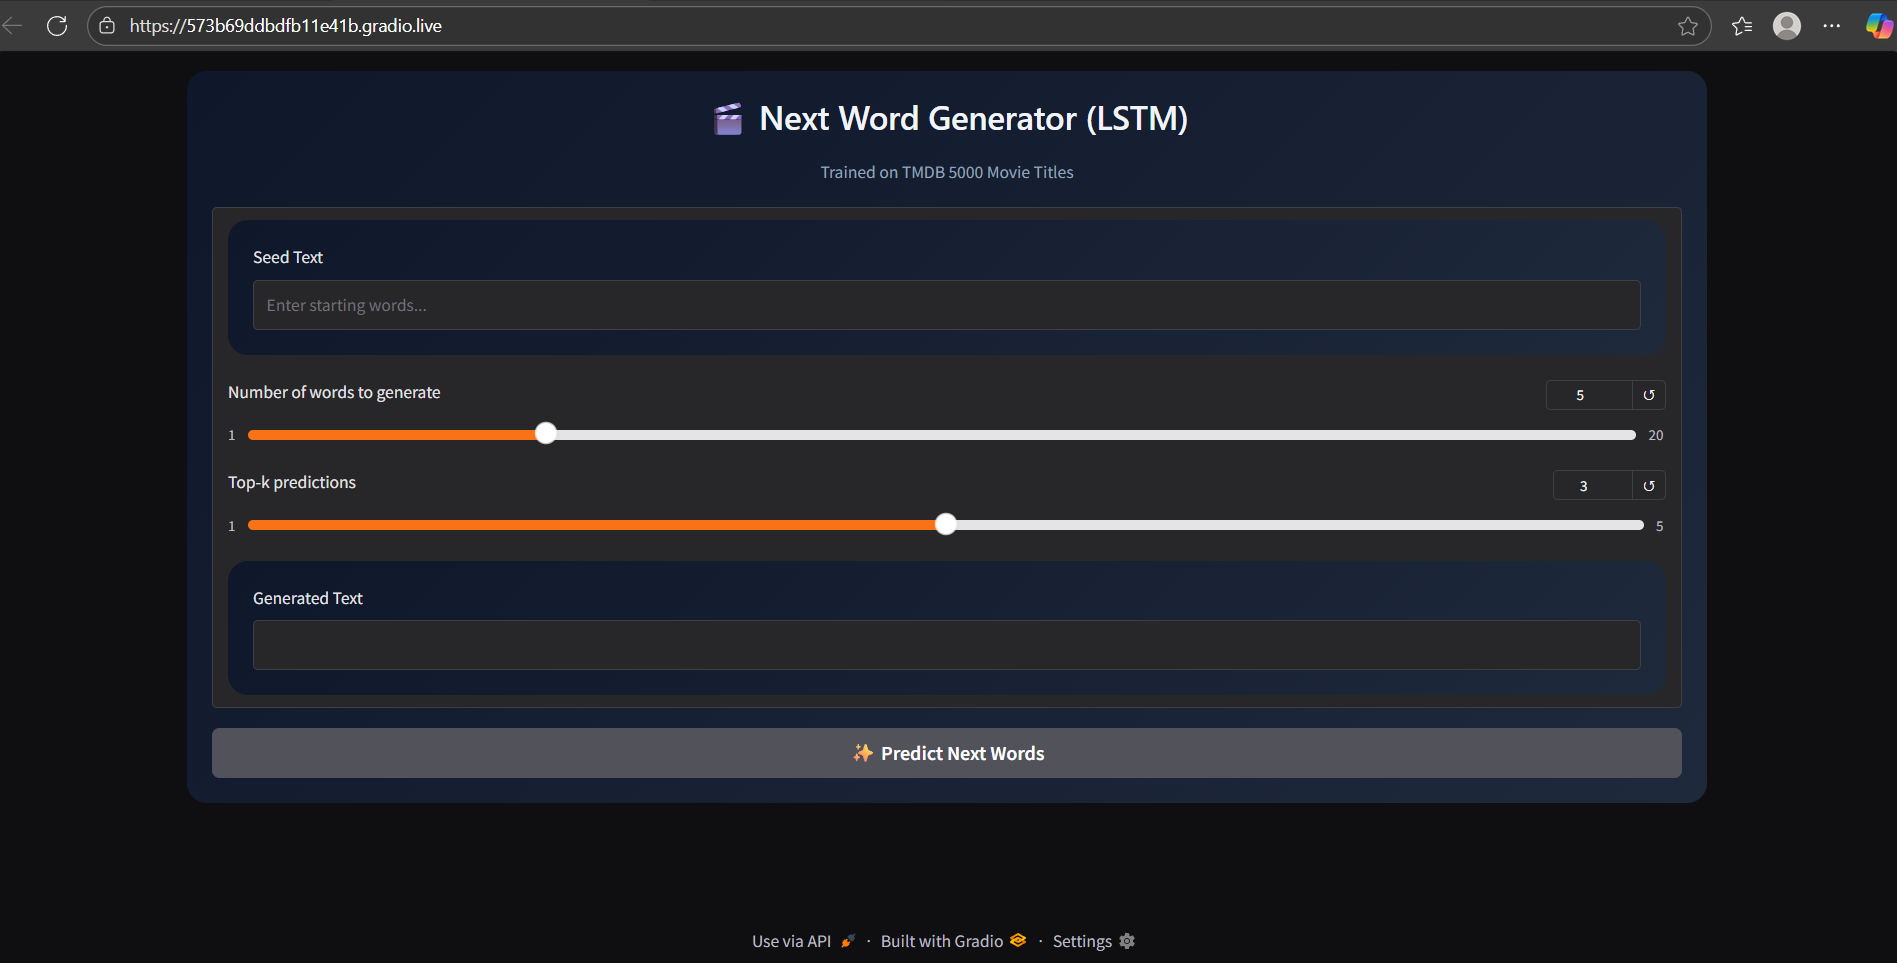 https://573b69ddbdfb11e41b.gradio.live
Next Word Generator (LSTM)
Trained on TMDB 5000 Movie Titles
Seed Text
Enter starting words...
Number of words to generate
5
1
20
Top-k predictions
3
1
5
Generated Text
Predict Next Words
Use via API · Built with Gradio · Settings